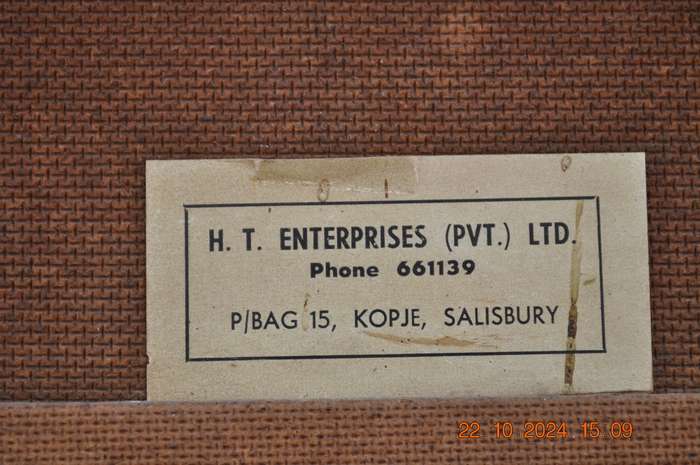 H. T. ENTERPRISES (PVT.) LTD.
Phone 661139
P/BAG 15, KOPJE, SALISBURY
22 10 2024 15 09